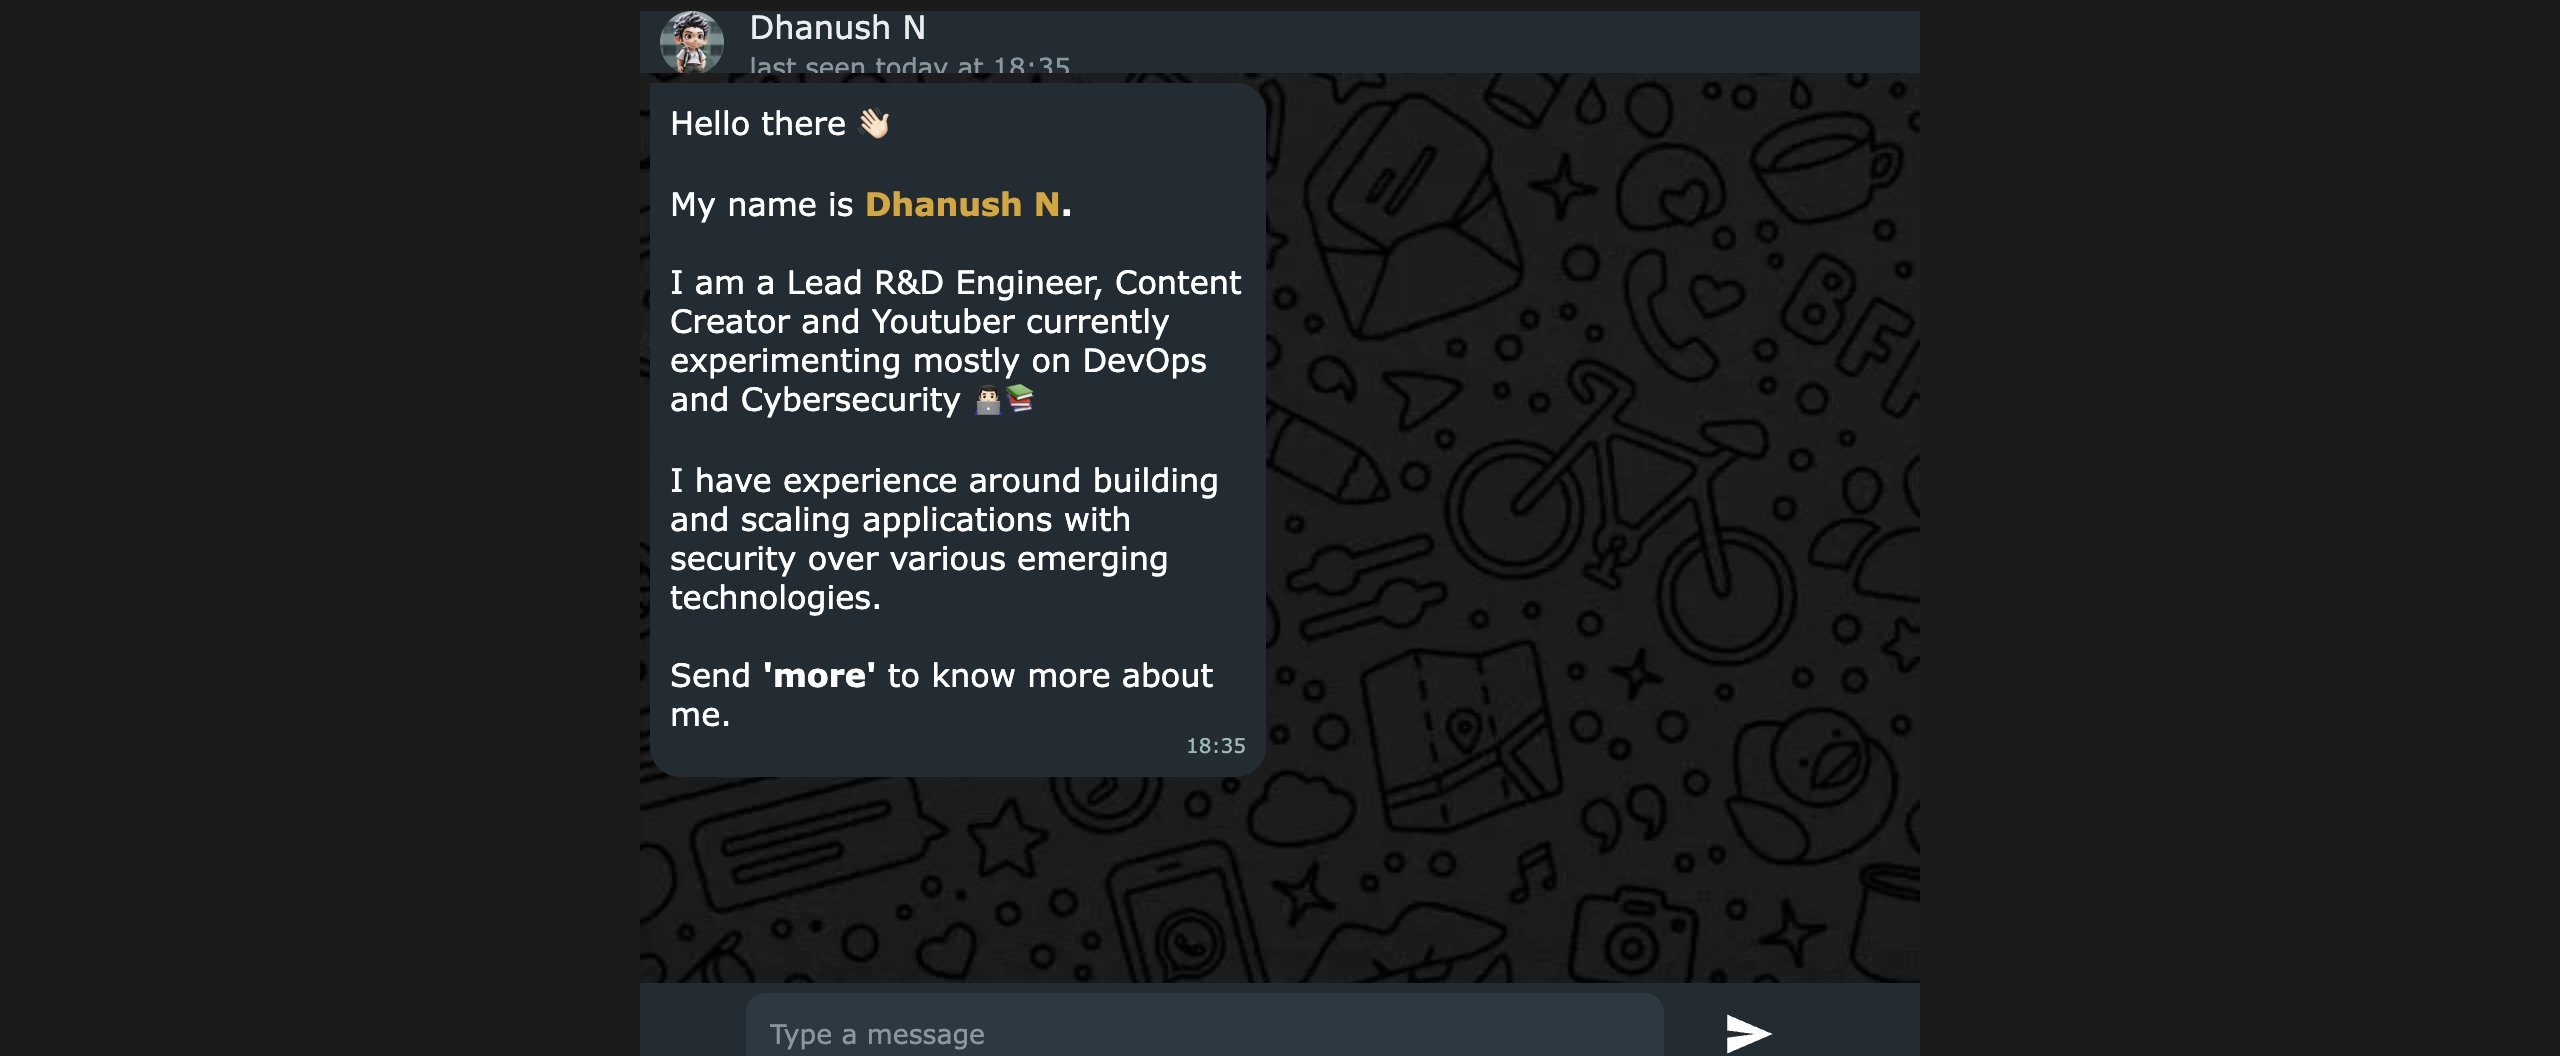 Dhanush N
last seen today at 18:35
Hello there 👋🏻
My name is Dhanush N.
I am a Lead R&D Engineer, Content
Creator and Youtuber currently
experimenting mostly on DevOps
and Cybersecurity 👨🏻‍💻📚
I have experience around building
and scaling applications with
security over various emerging
technologies.
Send 'more' to know more about
me.
18:35
BF
Type a message